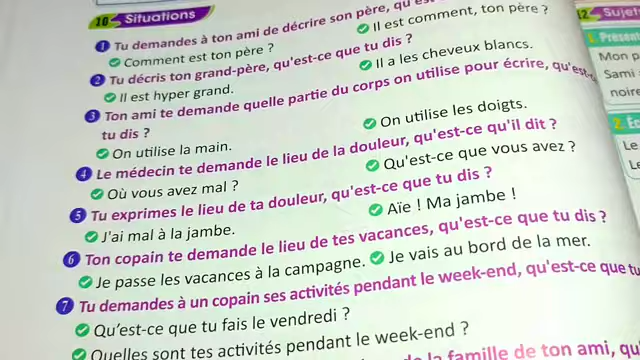 10 Situations
1 Tu demandes à ton ami de décrire son père, qu'es
Comment est ton père ?
Il est comment, ton père ?
2 Tu décris ton grand-père, qu'est-ce que tu dis ?
Il est hyper grand.
Il a les cheveux blancs.
3 Ton ami te demande quelle partie du corps on utilise pour écrire, qu'est-c
tu dis ?
On utilise la main.
On utilise les doigts.
4 Le médecin te demande le lieu de la douleur, qu'est-ce qu'il dit ?
Où vous avez mal ?
Qu'est-ce que vous avez ?
5 Tu exprimes le lieu de ta douleur, qu'est-ce que tu dis ?
J'ai mal à la jambe.
Aïe ! Ma jambe !
6 Ton copain te demande le lieu de tes vacances, qu'est-ce que tu dis ?
Je passe les vacances à la campagne.
Je vais au bord de la mer.
7 Tu demandes à un copain ses activités pendant le week-end, qu'est-ce que tu
Qu'est-ce que tu fais le vendredi ?
Quelles sont tes activités pendant le week-end ?
de la famille de ton ami, qu
12 Sujet
1. Présent
Mon p
Sami
noire
2. Ec
Le
Le